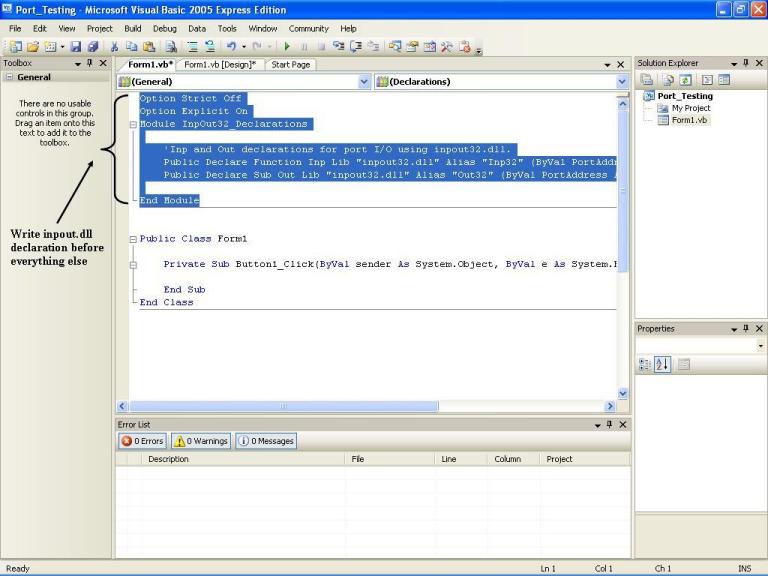 Port_Testing - Microsoft Visual Basic 2005 Express Edition
File Edit View Project Build Debug Data Tools Window Community Help
Toolbox
General
There are no usable
controls in this group.
Drag an item onto this
text to add it to the
toolbox.
Write inpout.dll
declaration before
everything else
Form1.vb* Form1.vb [Design]* Start Page
(General) (Declarations)
Option Strict Off
Option Explicit On
Module InpOut32_Declarations
'Inp and Out declarations for port I/O using inpout32.dll.
Public Declare Function Inp Lib "inpout32.dll" Alias "Inp32" (ByVal PortAddr
Public Declare Sub Out Lib "inpout32.dll" Alias "Out32" (ByVal PortAddress A
End Module
Public Class Form1
Private Sub Button1_Click(ByVal sender As System.Object, ByVal e As System.E
End Sub
End Class
Error List
0 Errors 0 Warnings 0 Messages
Description File Line Column Project
Solution Explorer
Port_Testing
My Project
Form1.vb
Properties
Ready Ln 1 Col 1 Ch 1 INS